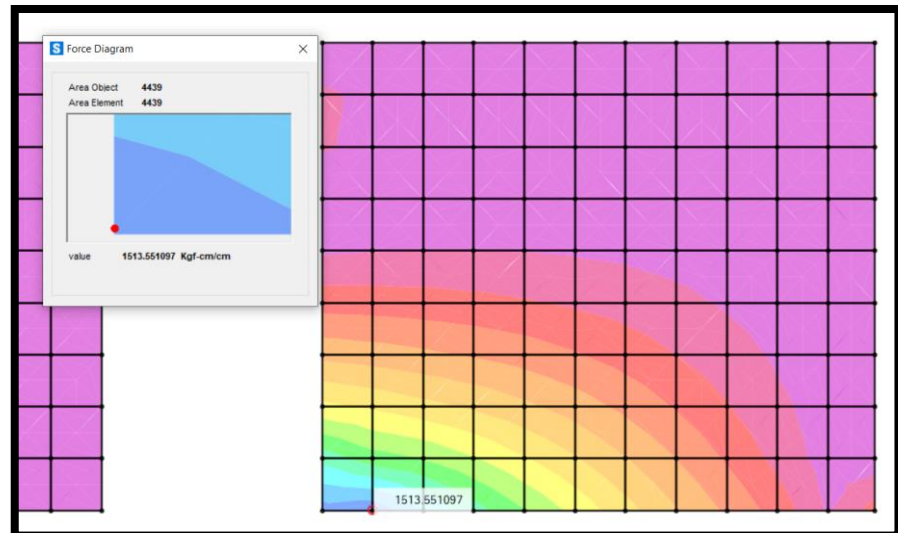 S Force Diagram
Area Object 4439
Area Element 4439
value 1513.551097 Kgf-cm/cm
1513.551097